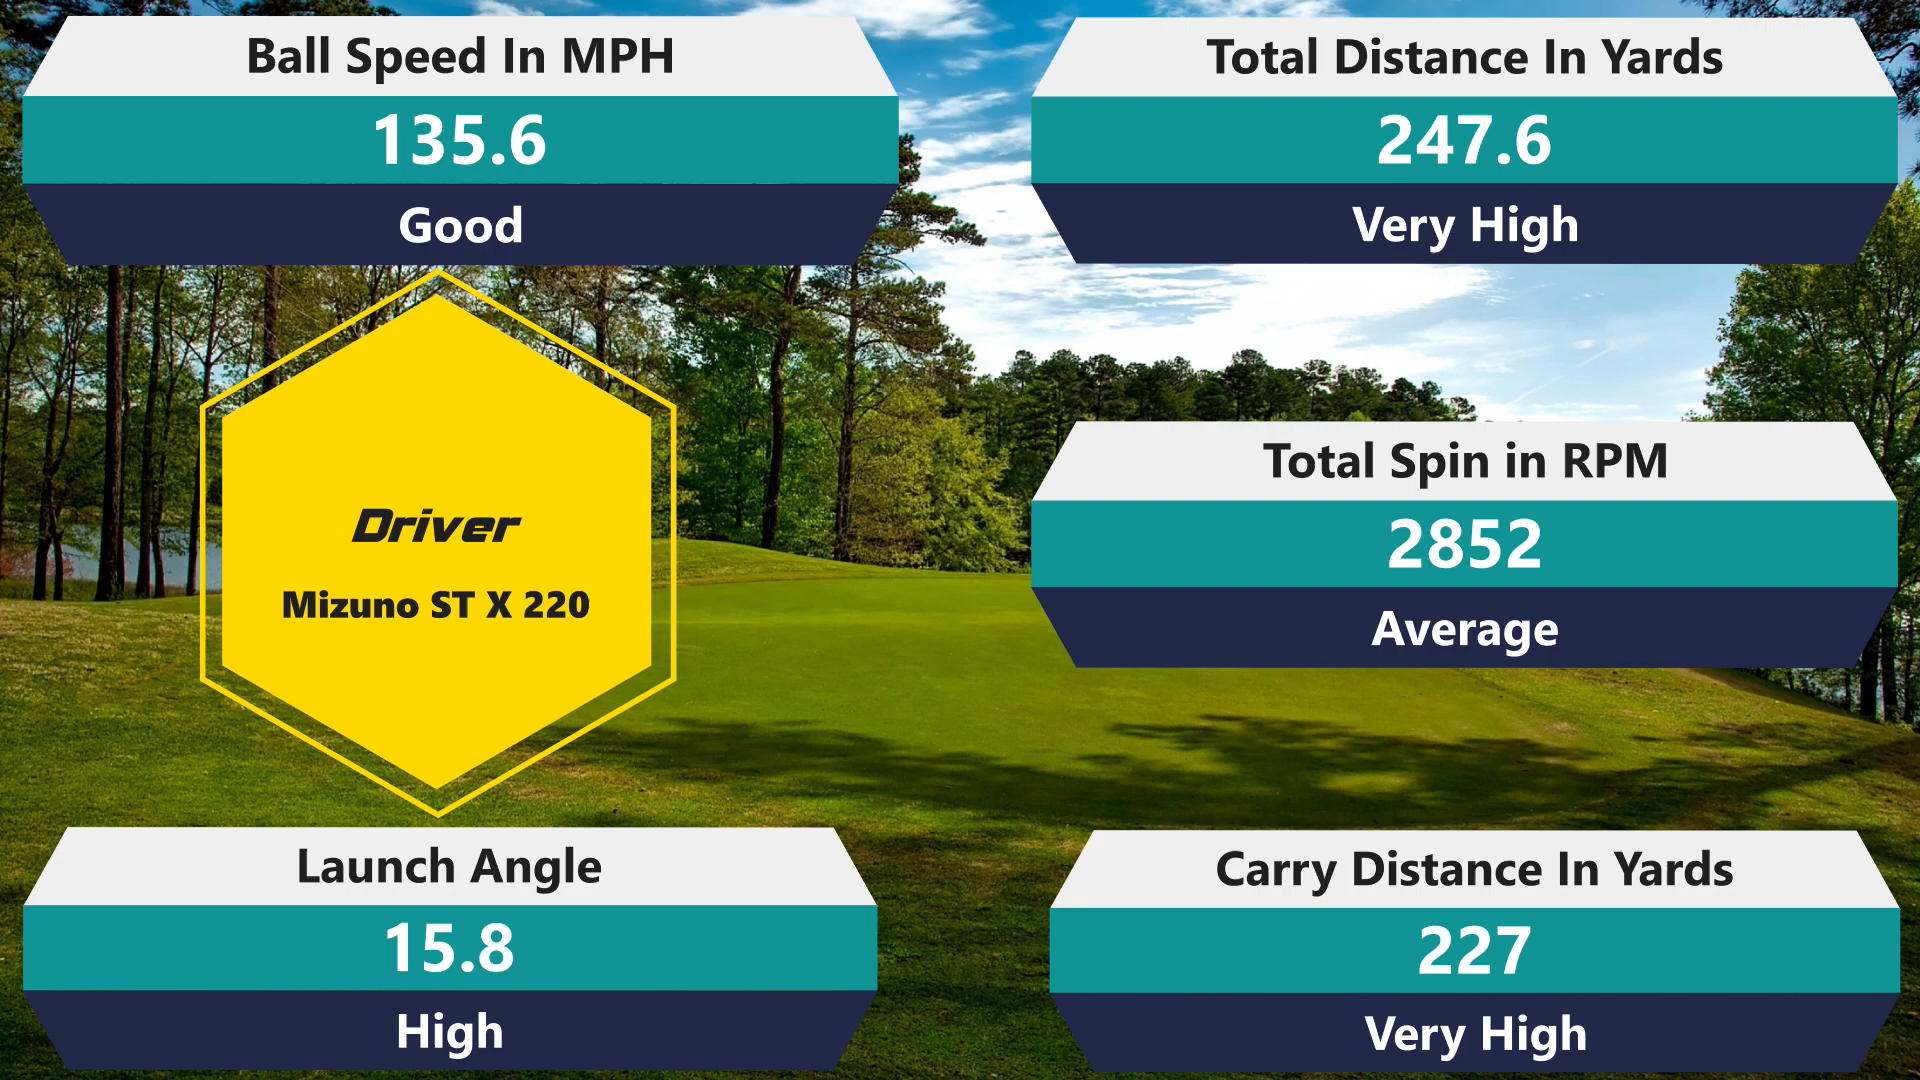 Ball Speed In MPH
135.6
Good
Total Distance In Yards
247.6
Very High
Driver
Mizuno ST X 220
Total Spin in RPM
2852
Average
Launch Angle
15.8
High
Carry Distance In Yards
227
Very High